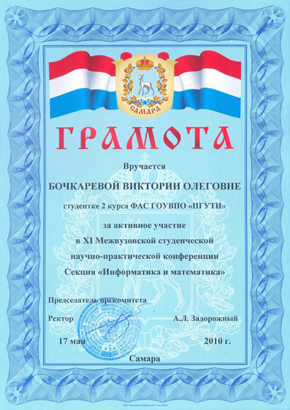 САМАРА
ГРАМОТА
Вручается
БОЧКАРЕВОЙ ВИКТОРИИ ОЛЕГОВНЕ
студентке 2 курса ФАС ГОУВПО «ПГУТИ»
за активное участие
в XI Межвузовской студенческой
научно-практической конференции
Секция «Информатика и математика»
Председатель оргкомитета
Ректор А.Л. Задорожный
17 мая 2010 г.
Самара